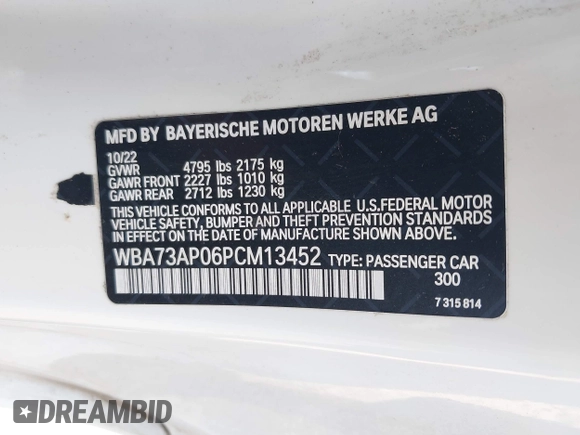 MFD BY BAYERISCHE MOTOREN WERKE AG
10/22
GVWR 4795 lbs 2175 kg
GAWR FRONT 2227 lbs 1010 kg
GAWR REAR 2712 lbs 1230 kg
THIS VEHICLE CONFORMS TO ALL APPLICABLE U.S.FEDERAL MOTOR
VEHICLE SAFETY, BUMPER AND THEFT PREVENTION STANDARDS
IN EFFECT ON THE DATE OF MANUFACTURE SHOWN ABOVE.
WBA73AP06PCM13452 TYPE: PASSENGER CAR
300
7 315 814
DREAMBID